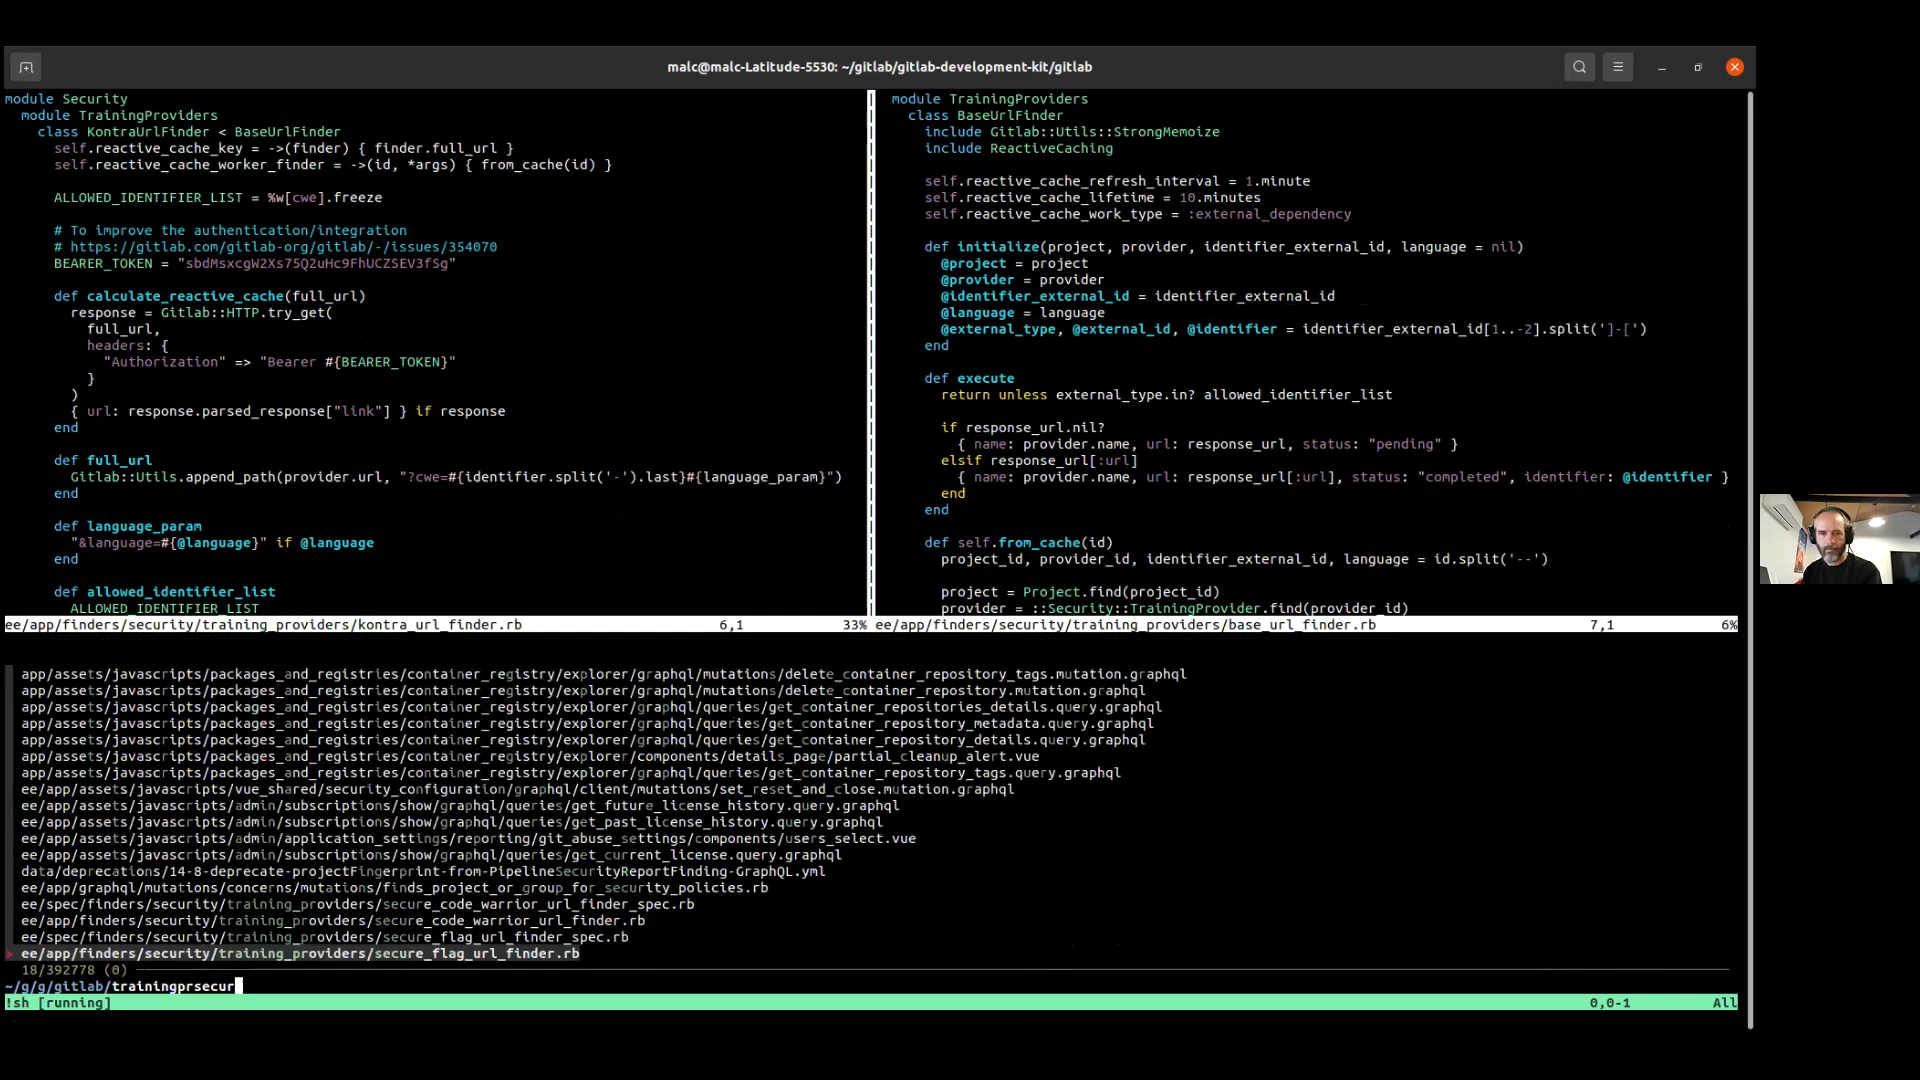 malc@malc-Latitude-5530: ~/gitlab/gitlab-development-kit/gitlab
module Security
module TrainingProviders
class KontraUrlFinder < BaseUrlFinder
self.reactive_cache_key = ->(finder) { finder.full_url }
self.reactive_cache_worker_finder = ->(id, *args) { from_cache(id) }
ALLOWED_IDENTIFIER_LIST = %w[cwe].freeze
# To improve the authentication/integration
# https://gitlab.com/gitlab-org/gitlab/-/issues/354070
BEARER_TOKEN = "sbdMsxcgW2Xs75Q2uHc9FhUCZSEV3fSg"
def calculate_reactive_cache(full_url)
response = Gitlab::HTTP.try_get(
full_url,
headers: {
"Authorization" => "Bearer #{BEARER_TOKEN}"
}
)
{ url: response.parsed_response["link"] } if response
end
def full_url
Gitlab::Utils.append_path(provider.url, "?cwe=#{identifier.split('-').last}#{language_param}")
end
def language_param
"&language=#{@language}" if @language
end
def allowed_identifier_list
ALLOWED_IDENTIFIER_LIST
ee/app/finders/security/training_providers/kontra_url_finder.rb 6,1 33%
module TrainingProviders
class BaseUrlFinder
include Gitlab::Utils::StrongMemoize
include ReactiveCaching
self.reactive_cache_refresh_interval = 1.minute
self.reactive_cache_lifetime = 10.minutes
self.reactive_cache_work_type = :external_dependency
def initialize(project, provider, identifier_external_id, language = nil)
@project = project
@provider = provider
@identifier_external_id = identifier_external_id
@language = language
@external_type, @external_id, @identifier = identifier_external_id[1..-2].split(']-[')
end
def execute
return unless external_type.in? allowed_identifier_list
if response_url.nil?
{ name: provider.name, url: response_url, status: "pending" }
elsif response_url[:url]
{ name: provider.name, url: response_url[:url], status: "completed", identifier: @identifier }
end
end
def self.from_cache(id)
project_id, provider_id, identifier_external_id, language = id.split('--')
project = Project.find(project_id)
provider = ::Security::TrainingProvider.find(provider_id)
ee/app/finders/security/training_providers/base_url_finder.rb 7,1 6%
app/assets/javascripts/packages_and_registries/container_registry/explorer/graphql/mutations/delete_container_repository_tags.mutation.graphql
app/assets/javascripts/packages_and_registries/container_registry/explorer/graphql/mutations/delete_container_repository.mutation.graphql
app/assets/javascripts/packages_and_registries/container_registry/explorer/graphql/queries/get_container_repositories_details.query.graphql
app/assets/javascripts/packages_and_registries/container_registry/explorer/graphql/queries/get_container_repository_metadata.query.graphql
app/assets/javascripts/packages_and_registries/container_registry/explorer/graphql/queries/get_container_repository_details.query.graphql
app/assets/javascripts/packages_and_registries/container_registry/explorer/components/details_page/partial_cleanup_alert.vue
app/assets/javascripts/packages_and_registries/container_registry/explorer/graphql/queries/get_container_repository_tags.query.graphql
ee/app/assets/javascripts/vue_shared/security_configuration/graphql/client/mutations/set_reset_and_close.mutation.graphql
ee/app/assets/javascripts/admin/subscriptions/show/graphql/queries/get_future_license_history.query.graphql
ee/app/assets/javascripts/admin/subscriptions/show/graphql/queries/get_past_license_history.query.graphql
ee/app/assets/javascripts/admin/application_settings/reporting/git_abuse_settings/components/users_select.vue
ee/app/assets/javascripts/admin/subscriptions/show/graphql/queries/get_current_license.query.graphql
data/deprecations/14-8-deprecate-projectFingerprint-from-PipelineSecurityReportFinding-GraphQL.yml
ee/app/graphql/mutations/concerns/mutations/finds_project_or_group_for_security_policies.rb
ee/spec/finders/security/training_providers/secure_code_warrior_url_finder_spec.rb
ee/app/finders/security/training_providers/secure_code_warrior_url_finder.rb
ee/spec/finders/security/training_providers/secure_flag_url_finder_spec.rb
> ee/app/finders/security/training_providers/secure_flag_url_finder.rb
18/392778 (0)
~/g/g/gitlab/trainingprsecur
!sh [running] 0,0-1 All